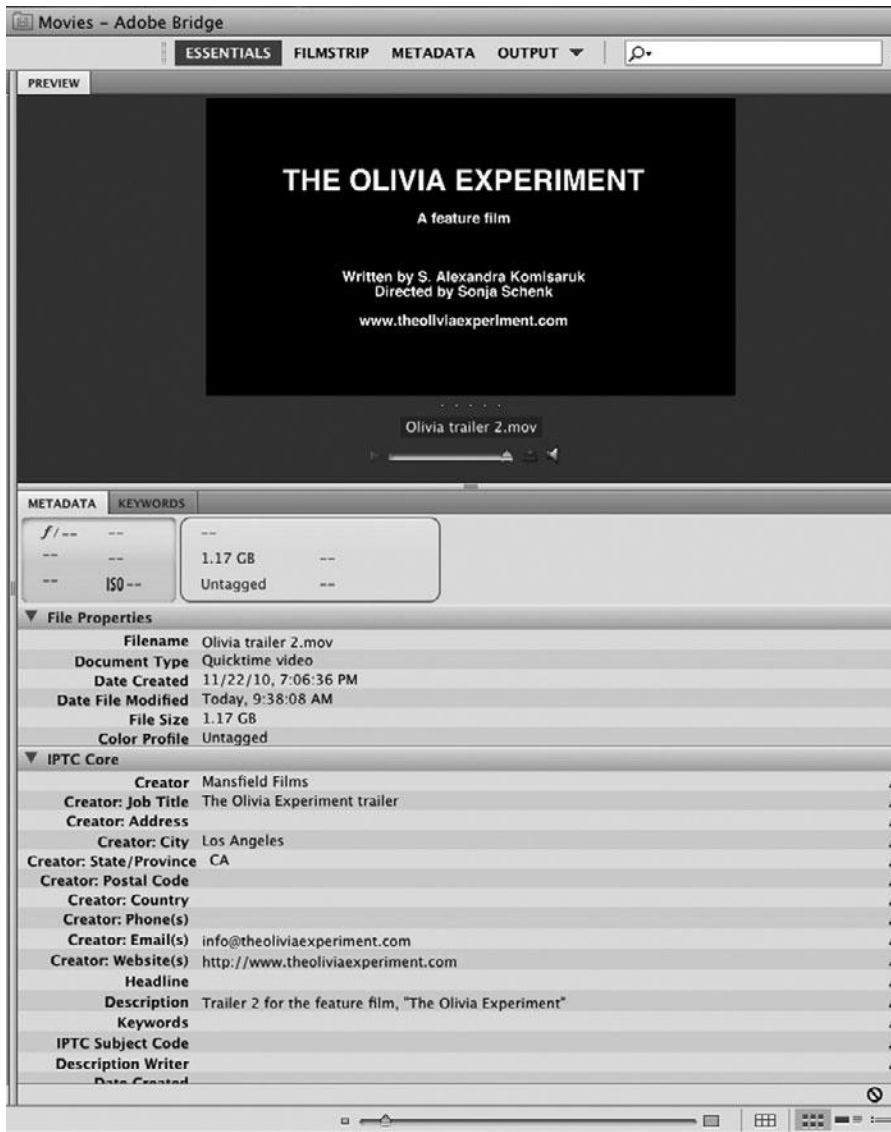 Movies – Adobe Bridge
ESSENTIALS FILMSTRIP METADATA OUTPUT
PREVIEW
THE OLIVIA EXPERIMENT
A feature film
Written by S. Alexandra Komisaruk
Directed by Sonja Schenk
www.theoliviaexperiment.com
Olivia trailer 2.mov
METADATA KEYWORDS
f/-- -- --
-- -- 1.17 GB --
-- ISO -- Untagged --
File Properties
Filename Olivia trailer 2.mov
Document Type Quicktime video
Date Created 11/22/10, 7:06:36 PM
Date File Modified Today, 9:38:08 AM
File Size 1.17 GB
Color Profile Untagged
IPTC Core
Creator Mansfield Films
Creator: Job Title The Olivia Experiment trailer
Creator: Address
Creator: City Los Angeles
Creator: State/Province CA
Creator: Postal Code
Creator: Country
Creator: Phone(s)
Creator: Email(s) info@theoliviaexperiment.com
Creator: Website(s) http://www.theoliviaexperiment.com
Headline
Description Trailer 2 for the feature film, "The Olivia Experiment"
Keywords
IPTC Subject Code
Description Writer
Date Created